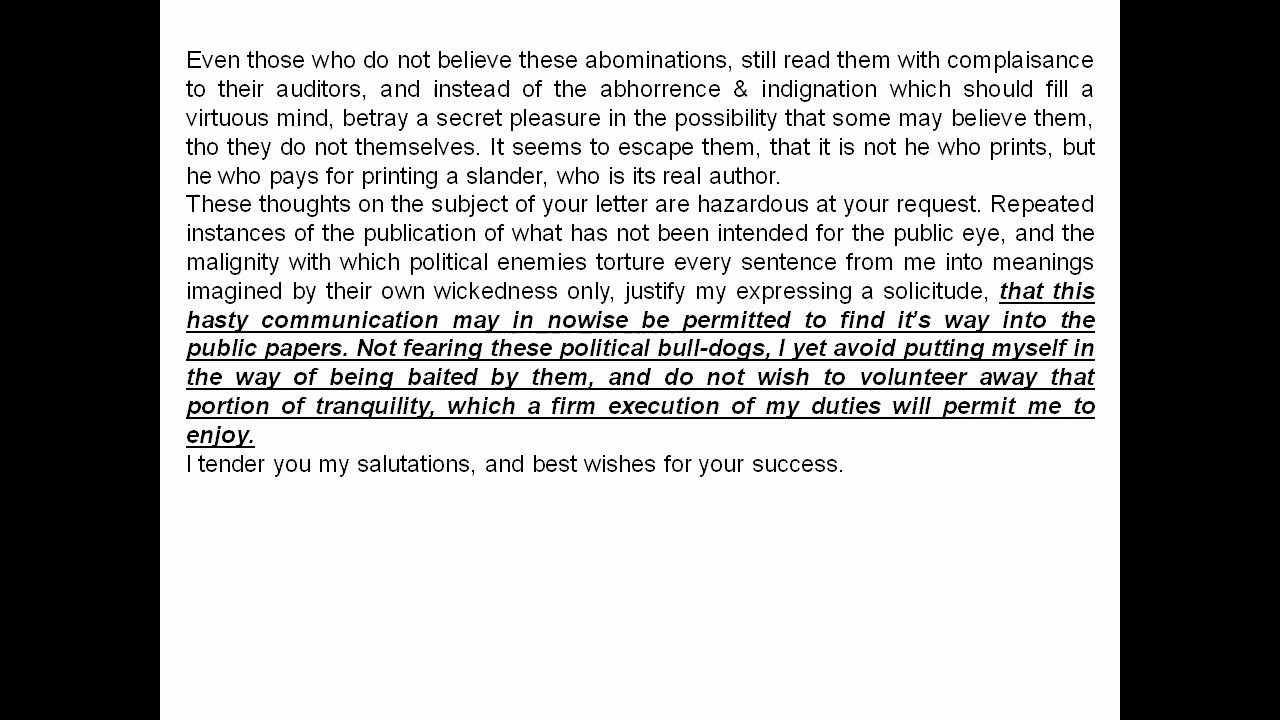 Even those who do not believe these abominations, still read them with complaisance
to their auditors, and instead of the abhorrence & indignation which should fill a
virtuous mind, betray a secret pleasure in the possibility that some may believe them,
tho they do not themselves. It seems to escape them, that it is not he who prints, but
he who pays for printing a slander, who is its real author.
These thoughts on the subject of your letter are hazardous at your request. Repeated
instances of the publication of what has not been intended for the public eye, and the
malignity with which political enemies torture every sentence from me into meanings
imagined by their own wickedness only, justify my expressing a solicitude, that this
hasty communication may in nowise be permitted to find it's way into the
public papers. Not fearing these political bull-dogs, I yet avoid putting myself in
the way of being baited by them, and do not wish to volunteer away that
portion of tranquility, which a firm execution of my duties will permit me to
enjoy.
I tender you my salutations, and best wishes for your success.